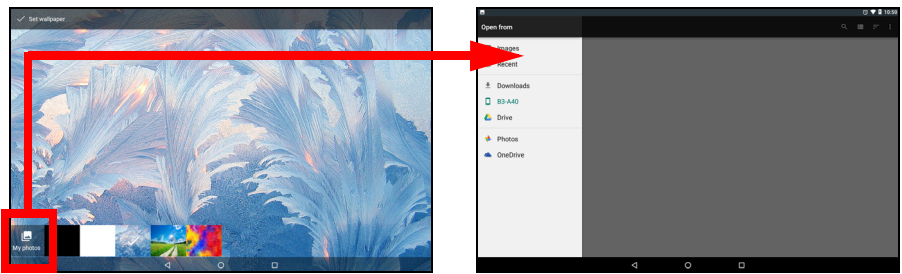 Set wallpaper
My photos
10:50
Open from
Images
Recent
Downloads
B3-A40
Drive
Photos
OneDrive